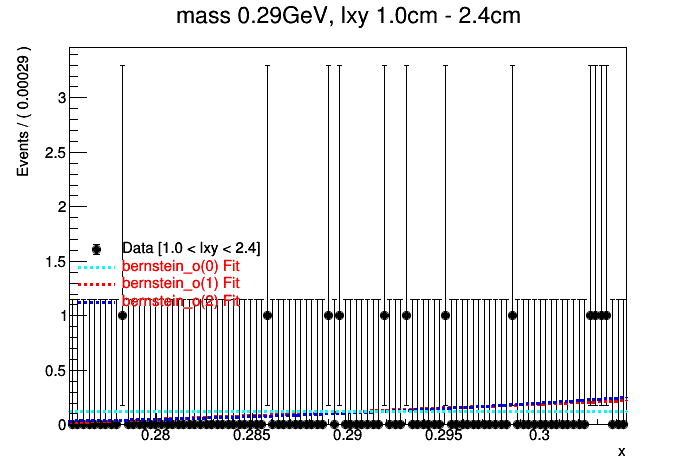 mass 0.29GeV, lxy 1.0cm - 2.4cm
Events / ( 0.00029 )
3
2.5
2
1.5
1
0.5
0
Data [1.0 < lxy < 2.4]
bernstein_o(0) Fit
bernstein_o(1) Fit
bernstein_o(2) Fit
0.28
0.285
0.29
0.295
0.3
x